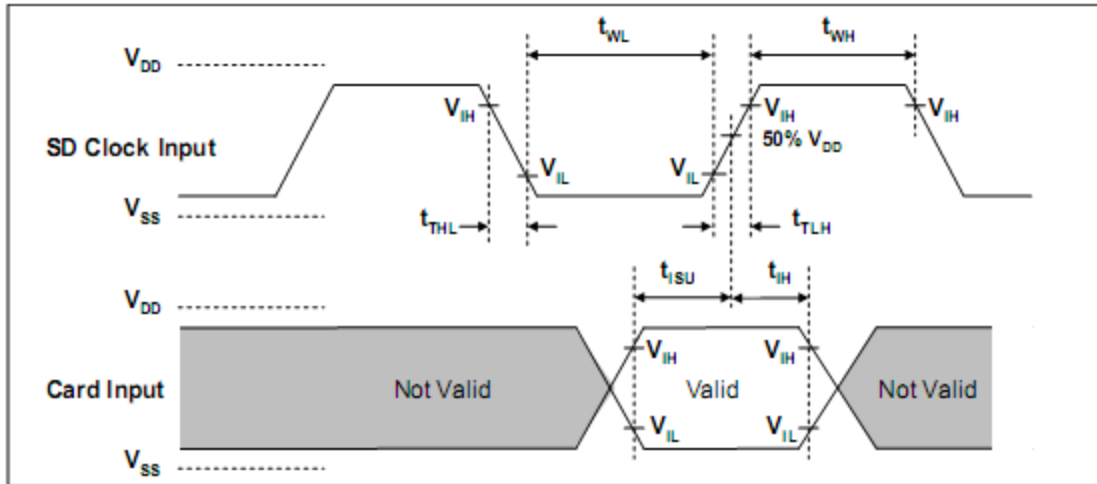 tWL
tWH
VDD
VIH
VIH
VIH
50% VDD
SD Clock Input
VIL
VIL
VSS
tTHL
tTLH
tISU
tIH
VDD
VIH
VIH
Card Input
Not Valid
Valid
Not Valid
VIL
VIL
VSS